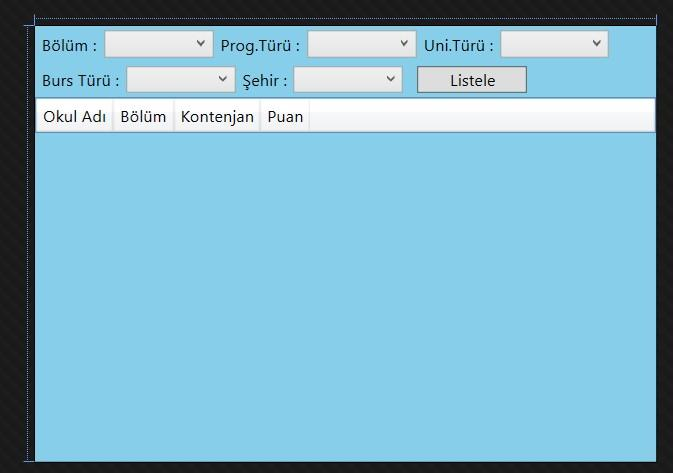 Bölüm : Prog.Türü : Uni.Türü :
Burs Türü : Şehir : Listele
Okul Adı Bölüm Kontenjan Puan